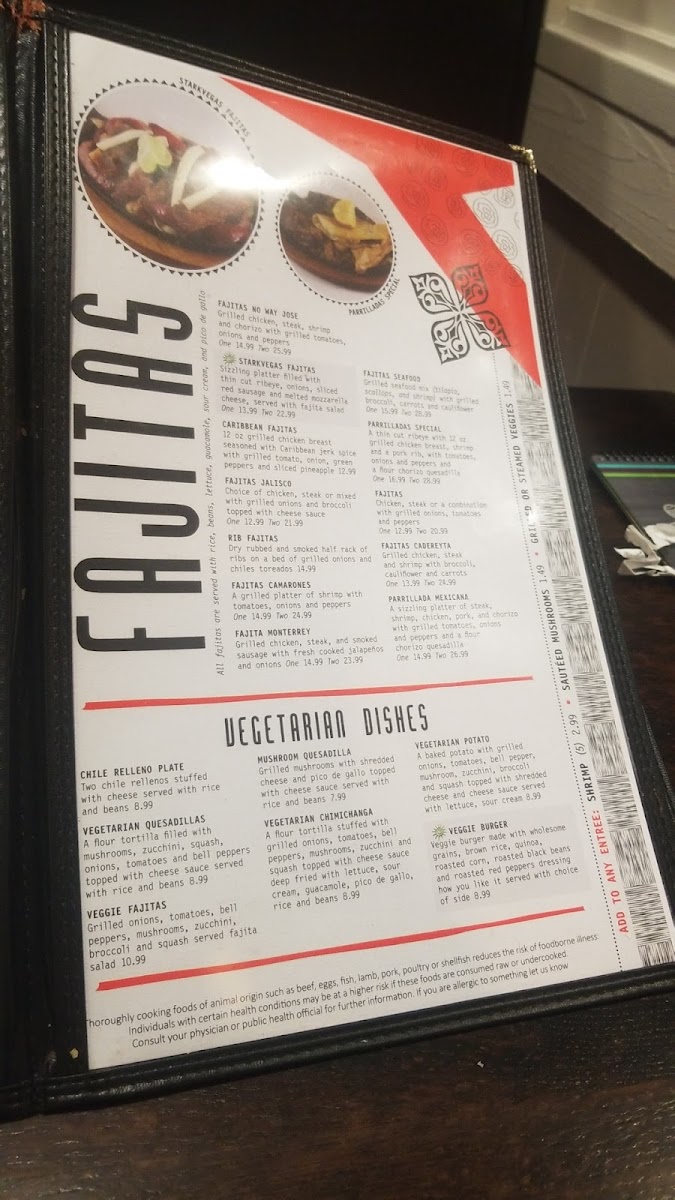 STARKVEGAS FAJITAS
PARRILLADAS SPECIAL
FAJITAS
All fajitas are served with rice, beans, lettuce, guacamole, sour cream, and pico de gallo
FAJITAS NO WAY JOSE
Grilled chicken, steak, shrimp
and chorizo with grilled tomatoes,
onions and peppers
One 14.99 Two 25.99
STARKVEGAS FAJITAS
Sizzling platter filled with
thin cut ribeye, onions, sliced
red sausage and melted mozzarella
cheese, served with fajita salad
One 13.99 Two 22.99
CARIBBEAN FAJITAS
12 oz grilled chicken breast
seasoned with Caribbean jerk spice
with grilled tomato, onion, green
peppers and sliced pineapple 12.99
FAJITAS JALISCO
Choice of chicken, steak or mixed
with grilled onions and broccoli
topped with cheese sauce
One 12.99 Two 21.99
RIB FAJITAS
Dry rubbed and smoked half rack of
ribs on a bed of grilled onions and
chiles toreados 14.99
FAJITAS CAMARONES
A grilled platter of shrimp with
tomatoes, onions and peppers
One 14.99 Two 24.99
FAJITA MONTERREY
Grilled chicken, steak, and smoked
sausage with fresh cooked jalapeños
and onions One 14.99 Two 23.99
FAJITAS SEAFOOD
Grilled seafood mix (tilapia,
scallops, and shrimp) with grilled
broccoli, carrots and cauliflower
One 15.99 Two 28.99
PARRILLADAS SPECIAL
A thin cut ribeye with 12 oz
grilled chicken breast, shrimp
and a pork rib, with tomatoes,
onions and peppers and
a flour chorizo quesadilla
One 16.99 Two 28.99
FAJITAS
Chicken, steak or a combination
with grilled onions, tomatoes
and peppers
One 12.99 Two 20.99
FAJITAS CADEREYTA
Grilled chicken, steak
and shrimp with broccoli,
cauliflower and carrots
One 13.99 Two 24.99
PARRILLADA MEXICANA
A sizzling platter of steak,
shrimp, chicken, pork, and chorizo
with grilled tomatoes, onions
and peppers and a flour
chorizo quesadilla
One 14.99 Two 26.99
VEGETARIAN DISHES
CHILE RELLENO PLATE
Two chile rellenos stuffed
with cheese served with rice
and beans 8.99
VEGETARIAN QUESADILLAS
A flour tortilla filled with
mushrooms, zucchini, squash,
onions, tomatoes and bell peppers
topped with cheese sauce served
with rice and beans 8.99
VEGGIE FAJITAS
Grilled onions, tomatoes, bell
peppers, mushrooms, zucchini,
broccoli and squash served fajita
salad 10.99
MUSHROOM QUESADILLA
Grilled mushrooms with shredded
cheese and pico de gallo topped
with cheese sauce served with
rice and beans 7.99
VEGETARIAN CHIMICHANGA
A flour tortilla stuffed with
grilled onions, tomatoes, bell
peppers, mushrooms, zucchini and
squash topped with cheese sauce
deep fried with lettuce, sour
cream, guacamole, pico de gallo,
rice and beans 8.99
VEGETARIAN POTATO
A baked potato with grilled
onions, tomatoes, bell pepper,
mushroom, zucchini, broccoli
and squash topped with shredded
cheese and cheese sauce served
with lettuce, sour cream 8.99
VEGGIE BURGER
Veggie burger made with wholesome
grains, brown rice, quinoa,
roasted corn, roasted black beans
and roasted red peppers dressing
how you like it served with choice
of side 8.99
ADD TO ANY ENTREE: SHRIMP (5) 2.99 * SAUTÉED MUSHROOMS 1.49 * GRILLED OR STEAMED VEGGIES 1.49
Thoroughly cooking foods of animal origin such as beef, eggs, fish, lamb, pork, poultry or shellfish reduces the risk of foodborne illness.
Individuals with certain health conditions may be at a higher risk if these foods are consumed raw or undercooked.
Consult your physician or public health official for further information. If you are allergic to something let us know